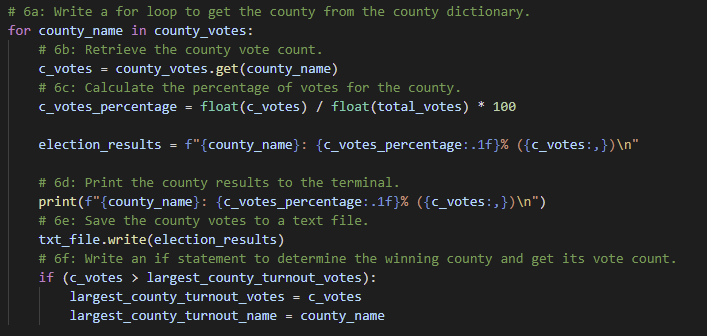 # 6a: Write a for loop to get the county from the county dictionary.
for county_name in county_votes:
    # 6b: Retrieve the county vote count.
    c_votes = county_votes.get(county_name)
    # 6c: Calculate the percentage of votes for the county.
    c_votes_percentage = float(c_votes) / float(total_votes) * 100

    election_results = f"{county_name}: {c_votes_percentage:.1f}% ({c_votes:,})\n"

    # 6d: Print the county results to the terminal.
    print(f"{county_name}: {c_votes_percentage:.1f}% ({c_votes:,})\n")
    # 6e: Save the county votes to a text file.
    txt_file.write(election_results)
    # 6f: Write an if statement to determine the winning county and get its vote count.
    if (c_votes > largest_county_turnout_votes):
        largest_county_turnout_votes = c_votes
        largest_county_turnout_name = county_name